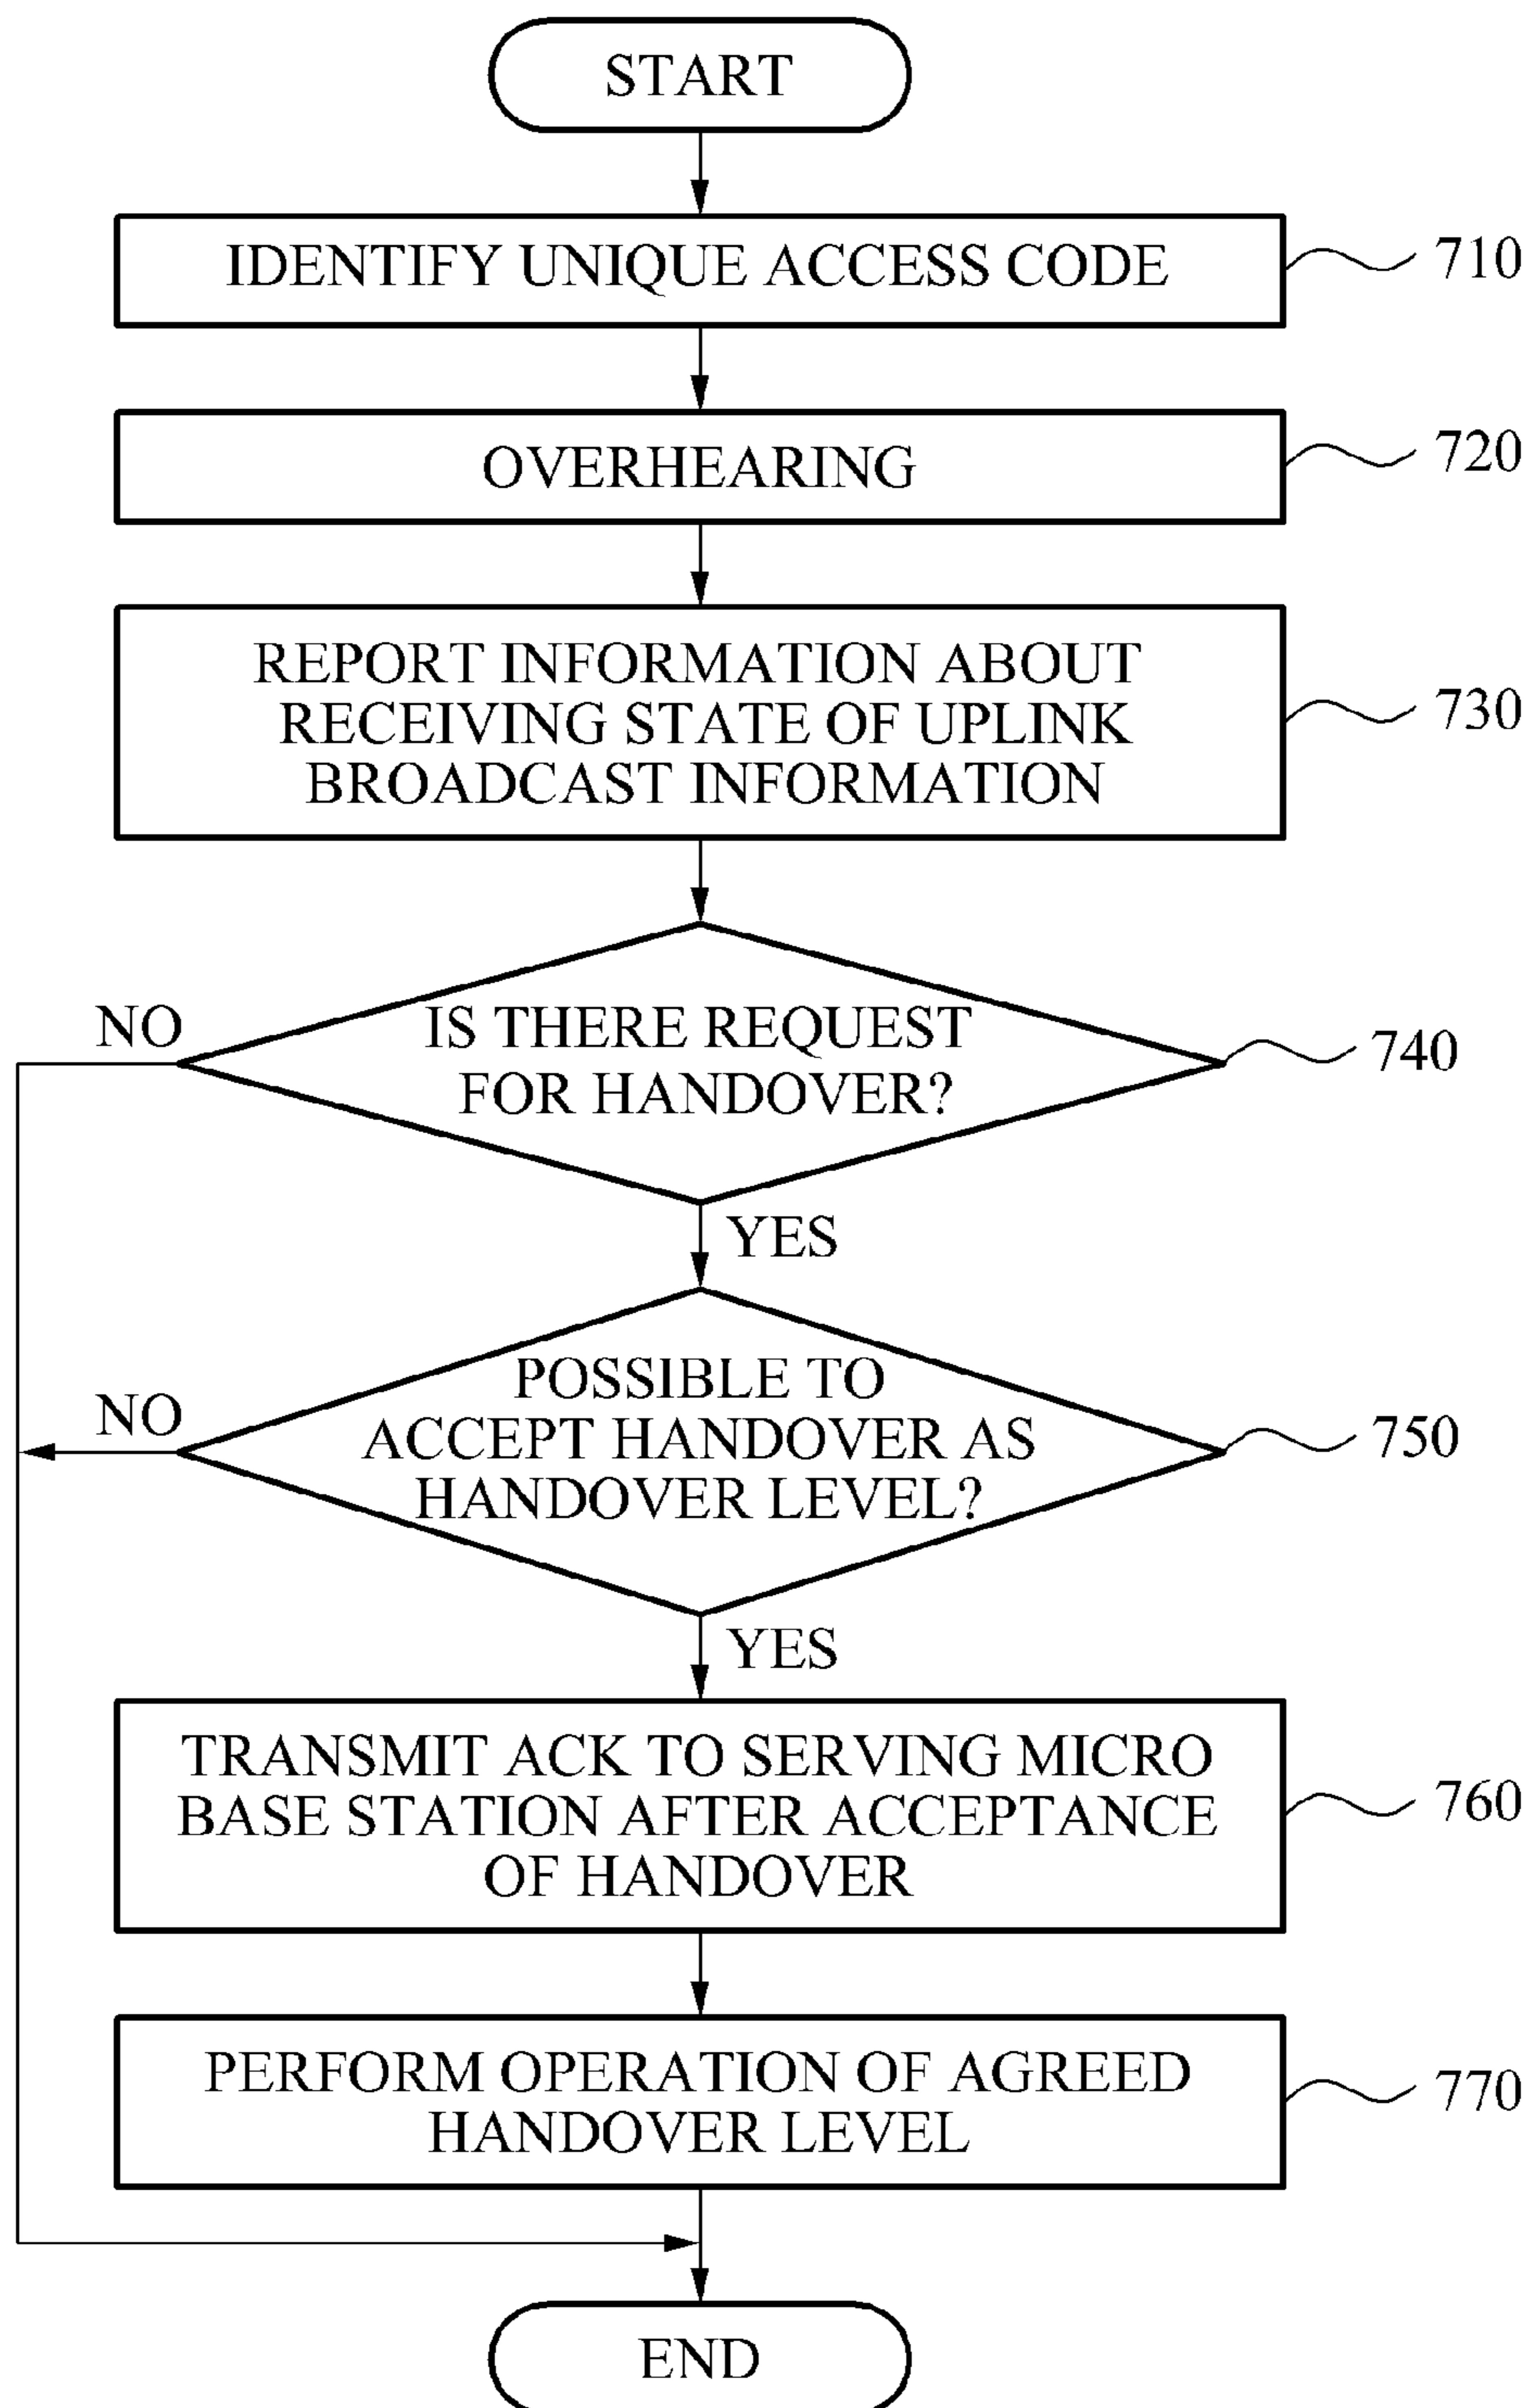 START
IDENTIFY UNIQUE ACCESS CODE
710
OVERHEARING
720
REPORT INFORMATION ABOUT
RECEIVING STATE OF UPLINK
BROADCAST INFORMATION
730
NO
IS THERE REQUEST
FOR HANDOVER?
740
YES
NO
POSSIBLE TO
ACCEPT HANDOVER AS
HANDOVER LEVEL?
750
YES
TRANSMIT ACK TO SERVING MICRO
BASE STATION AFTER ACCEPTANCE
OF HANDOVER
760
PERFORM OPERATION OF AGREED
HANDOVER LEVEL
770
END